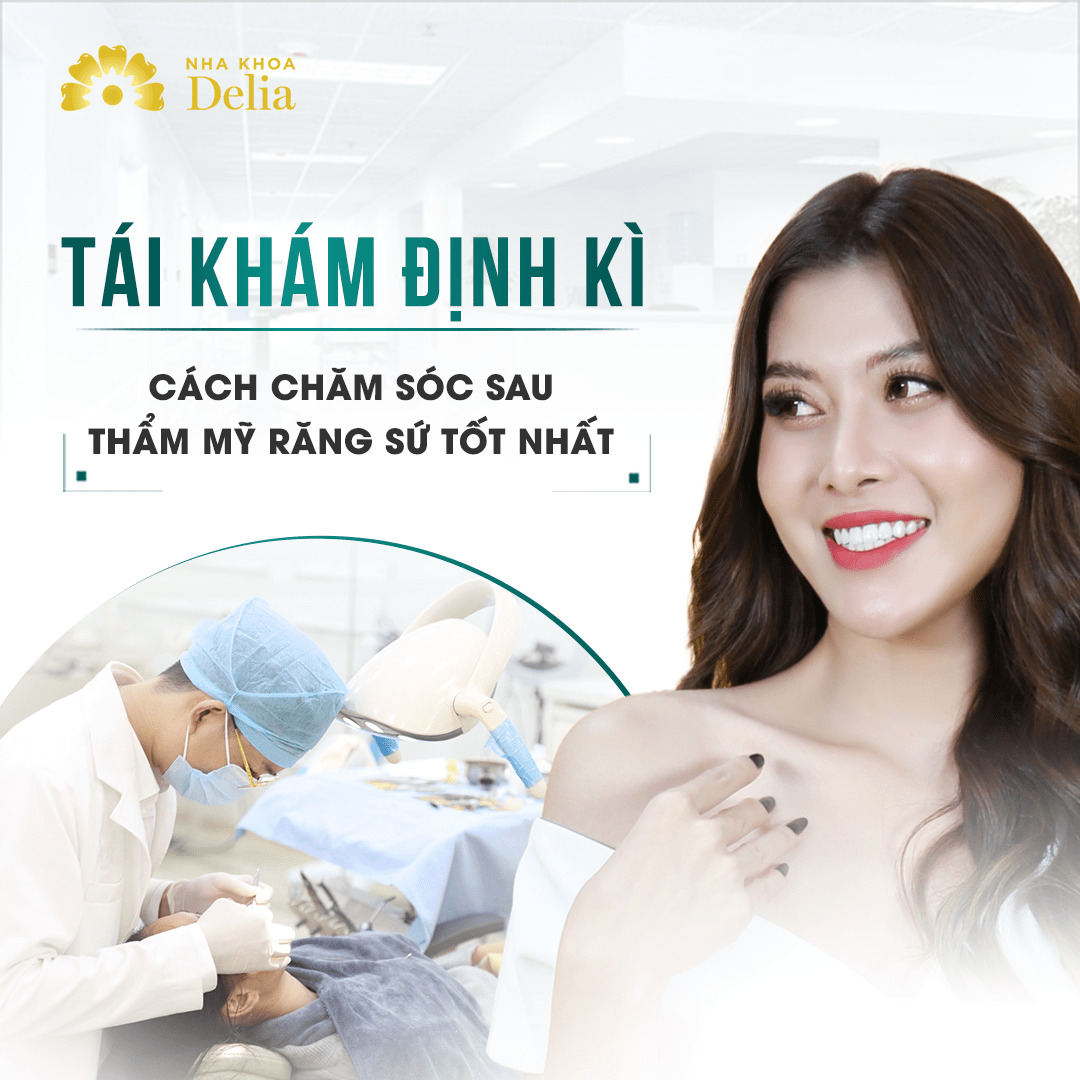 NHA KHOA
Delia
TÁI KHÁM ĐỊNH KÌ
CÁCH CHĂM SÓC SAU
THẨM MỸ RĂNG SỨ TỐT NHẤT